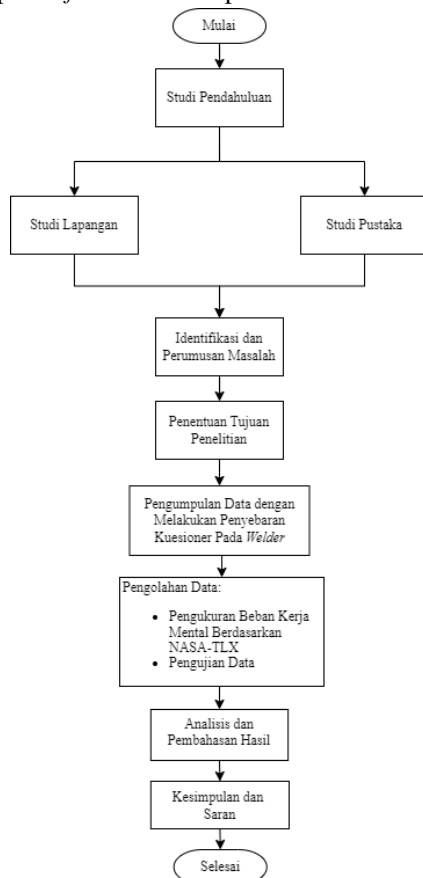 Mulai
Studi Pendahuluan
Studi Lapangan
Studi Pustaka
Identifikasi dan
Perumusan Masalah
Penentuan Tujuan
Penelitian
Pengumpulan Data dengan
Melakukan Penyebaran
Kuesioner Pada Welder
Pengolahan Data:
• Pengukuran Beban Kerja
Mental Berdasarkan
NASA-TLX
• Pengujian Data
Analisis dan
Pembahasan Hasil
Kesimpulan dan
Saran
Selesai